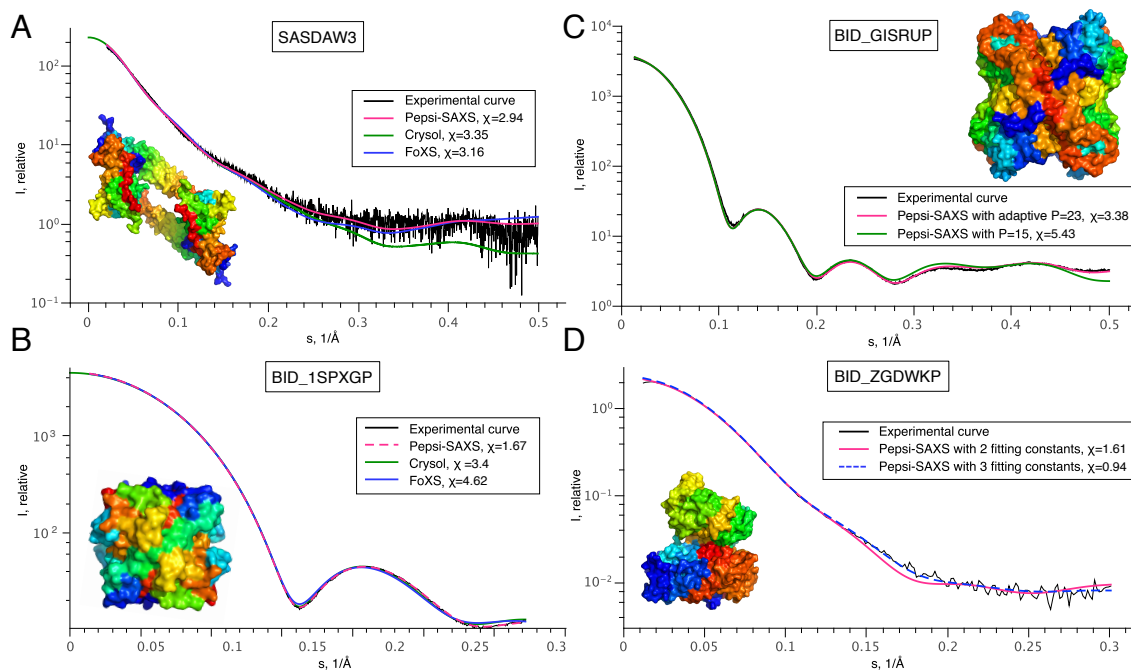 A
SASDAW3
Experimental curve
Pepsi-SAXS, χ=2.94
Crysol, χ=3.35
FoXS, χ=3.16
I, relative
10²
10¹
10⁰
10⁻¹
0 0.1 0.2 0.3 0.4 0.5
s, 1/Å
B
BID_1SPXGP
Experimental curve
Pepsi-SAXS, χ=1.67
Crysol, χ =3.4
FoXS, χ=4.62
I, relative
10³
10²
0 0.05 0.1 0.15 0.2 0.25 0.3
s, 1/Å
C
BID_GISRUP
Experimental curve
Pepsi-SAXS with adaptive P=23, χ=3.38
Pepsi-SAXS with P=15, χ=5.43
I, relative
10⁴
10³
10²
10¹
10⁰
0 0.1 0.2 0.3 0.4 0.5
s, 1/Å
D
BID_ZGDWKP
Experimental curve
Pepsi-SAXS with 2 fitting constants, χ=1.61
Pepsi-SAXS with 3 fitting constants, χ=0.94
I, relative
10⁰
10⁻¹
10⁻²
0 0.05 0.1 0.15 0.2 0.25 0.3
s, 1/Å